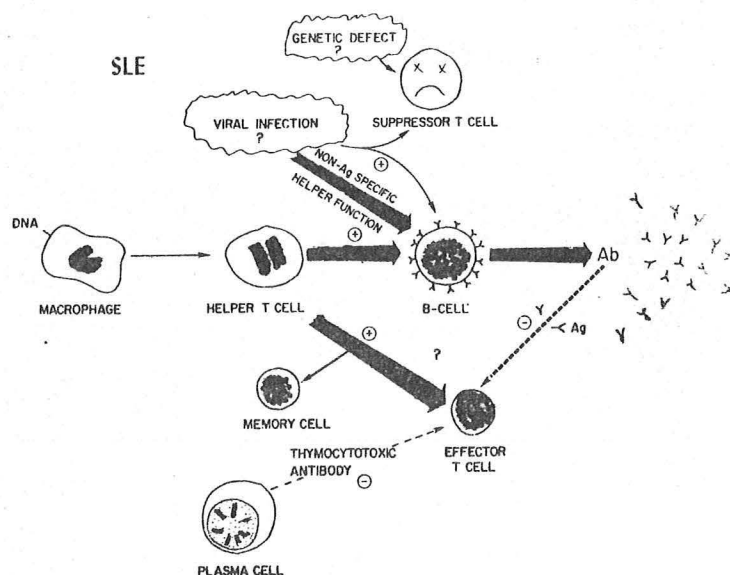 GENETIC DEFECT
?
SLE
VIRAL INFECTION
?
SUPPRESSOR T CELL
+
NON-Ag SPECIFIC
HELPER FUNCTION
DNA
+
Ab
MACROPHAGE
HELPER T CELL
B-CELL
−
Ag
+
?
MEMORY CELL
EFFECTOR
T CELL
THYMOCYTOTOXIC
ANTIBODY
−
PLASMA CELL